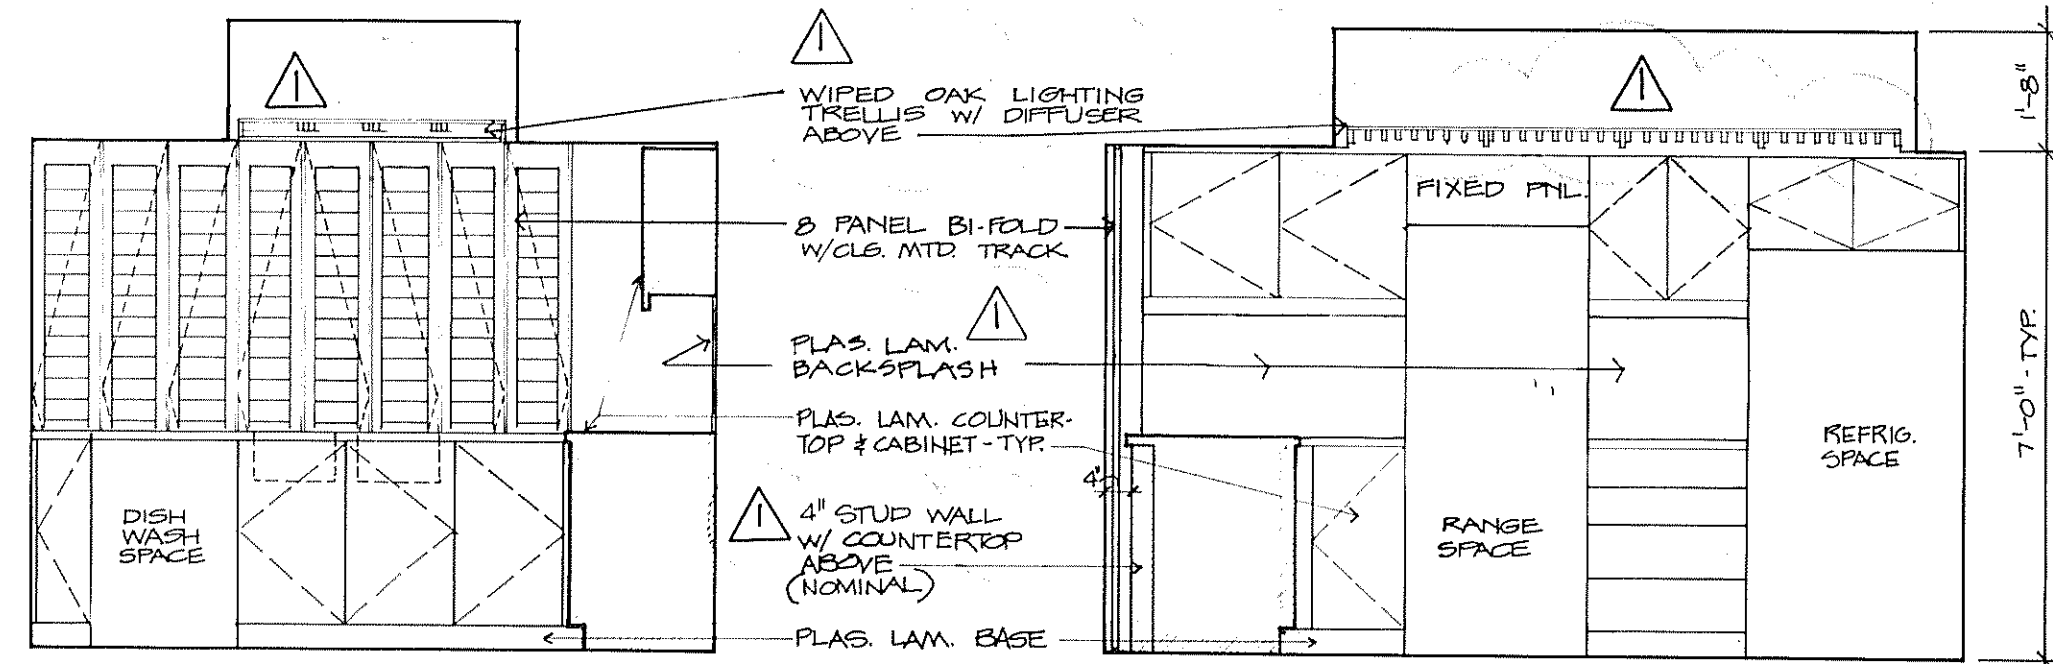 1
1
1
WIPED OAK LIGHTING
TRELLIS W/ DIFFUSER
ABOVE
1'-8"
8 PANEL BI-FOLD
W/CLG. MTD. TRACK
FIXED PNL.
1
PLAS. LAM.
BACKSPLASH
7'-0" - TYP.
PLAS. LAM. COUNTER-
TOP & CABINET - TYP.
4"
REFRIG.
SPACE
1
4" STUD WALL
W/ COUNTERTOP
ABOVE
(NOMINAL)
DISH
WASH
SPACE
RANGE
SPACE
PLAS. LAM. BASE